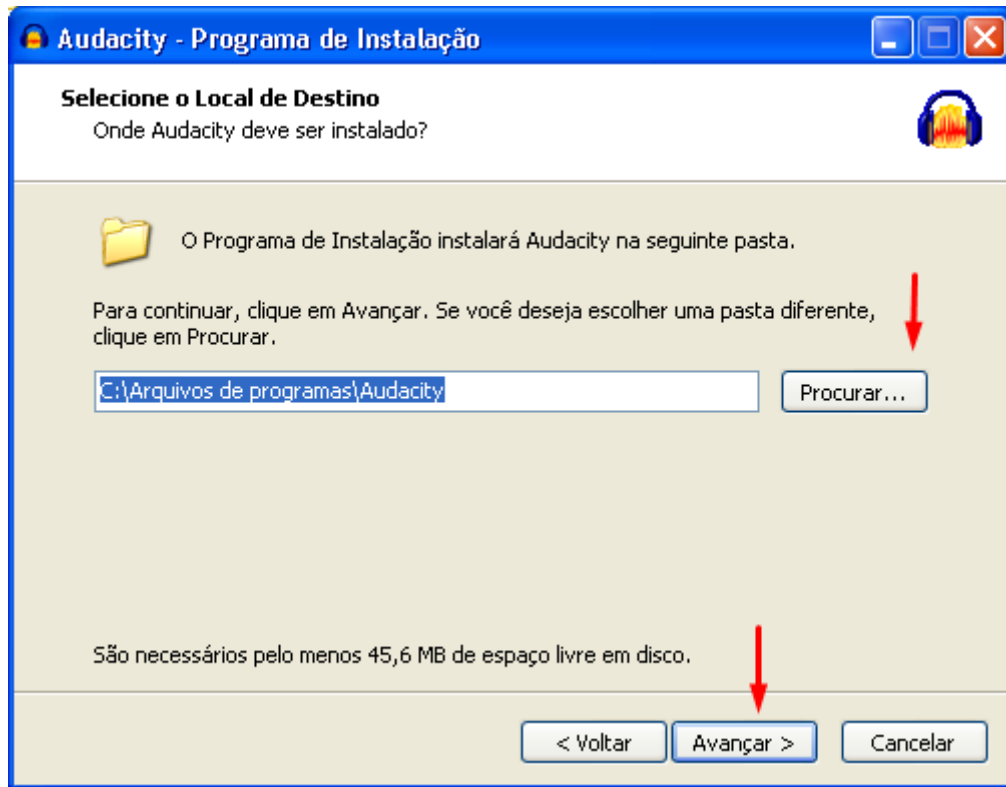 Audacity - Programa de Instalação
Selecione o Local de Destino
Onde Audacity deve ser instalado?
O Programa de Instalação instalará Audacity na seguinte pasta.
Para continuar, clique em Avançar. Se você deseja escolher uma pasta diferente,
clique em Procurar.
C:\Arquivos de programas\Audacity
Procurar...
São necessários pelo menos 45,6 MB de espaço livre em disco.
< Voltar
Avançar >
Cancelar